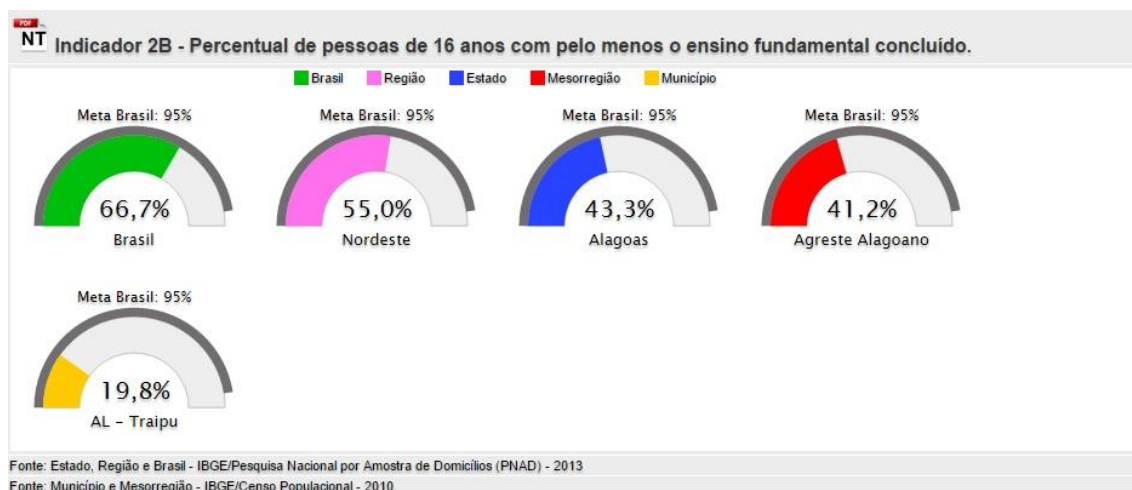 PDF
NT Indicador 2B - Percentual de pessoas de 16 anos com pelo menos o ensino fundamental concluído.
Brasil Região Estado Mesorregião Município
Meta Brasil: 95% Meta Brasil: 95% Meta Brasil: 95% Meta Brasil: 95%
66,7% 55,0% 43,3% 41,2%
Brasil Nordeste Alagoas Agreste Alagoano
Meta Brasil: 95%
19,8%
AL – Traipu
Fonte: Estado, Região e Brasil - IBGE/Pesquisa Nacional por Amostra de Domicílios (PNAD) - 2013
Fonte: Município e Mesorregião - IBGE/Censo Populacional - 2010